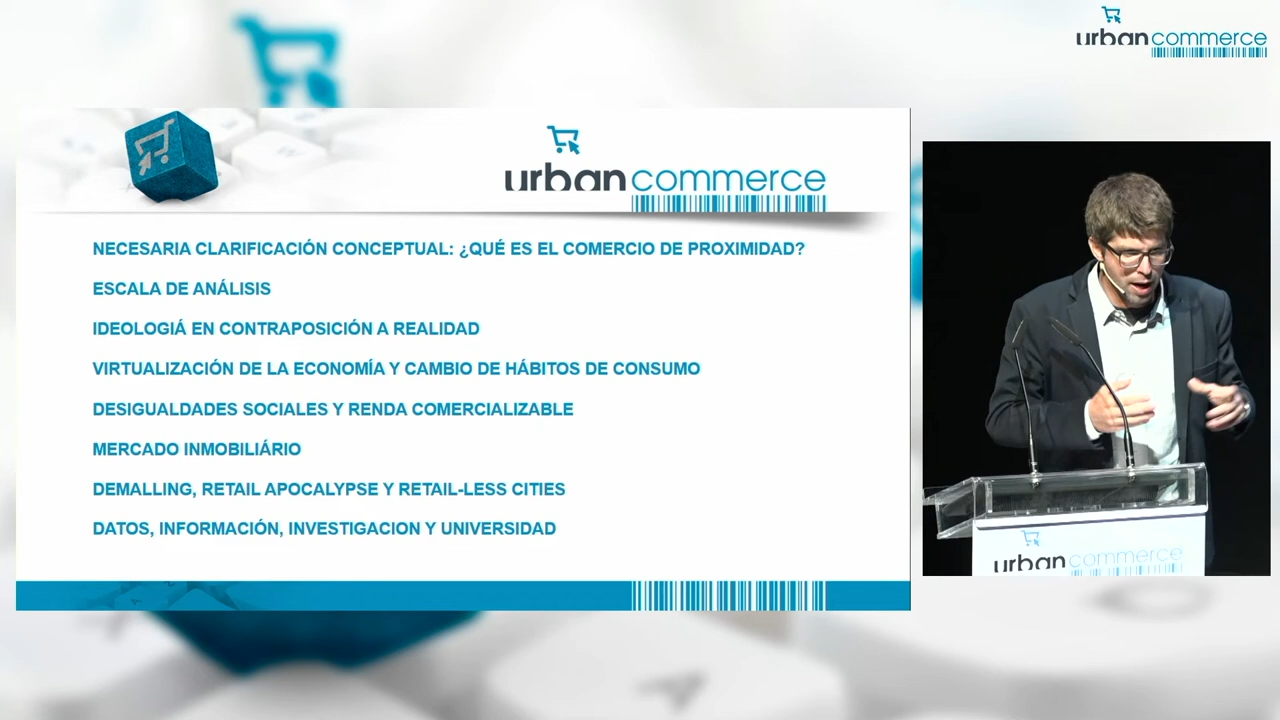 urbancommerce
urbancommerce
NECESARIA CLARIFICACIÓN CONCEPTUAL: ¿QUÉ ES EL COMERCIO DE PROXIMIDAD?
ESCALA DE ANÁLISIS
IDEOLOGIÁ EN CONTRAPOSICIÓN A REALIDAD
VIRTUALIZACIÓN DE LA ECONOMÍA Y CAMBIO DE HÁBITOS DE CONSUMO
DESIGUALDADES SOCIALES Y RENDA COMERCIALIZABLE
MERCADO INMOBILIÁRIO
DEMALLING, RETAIL APOCALYPSE Y RETAIL-LESS CITIES
DATOS, INFORMACIÓN, INVESTIGACION Y UNIVERSIDAD
urbancommerce